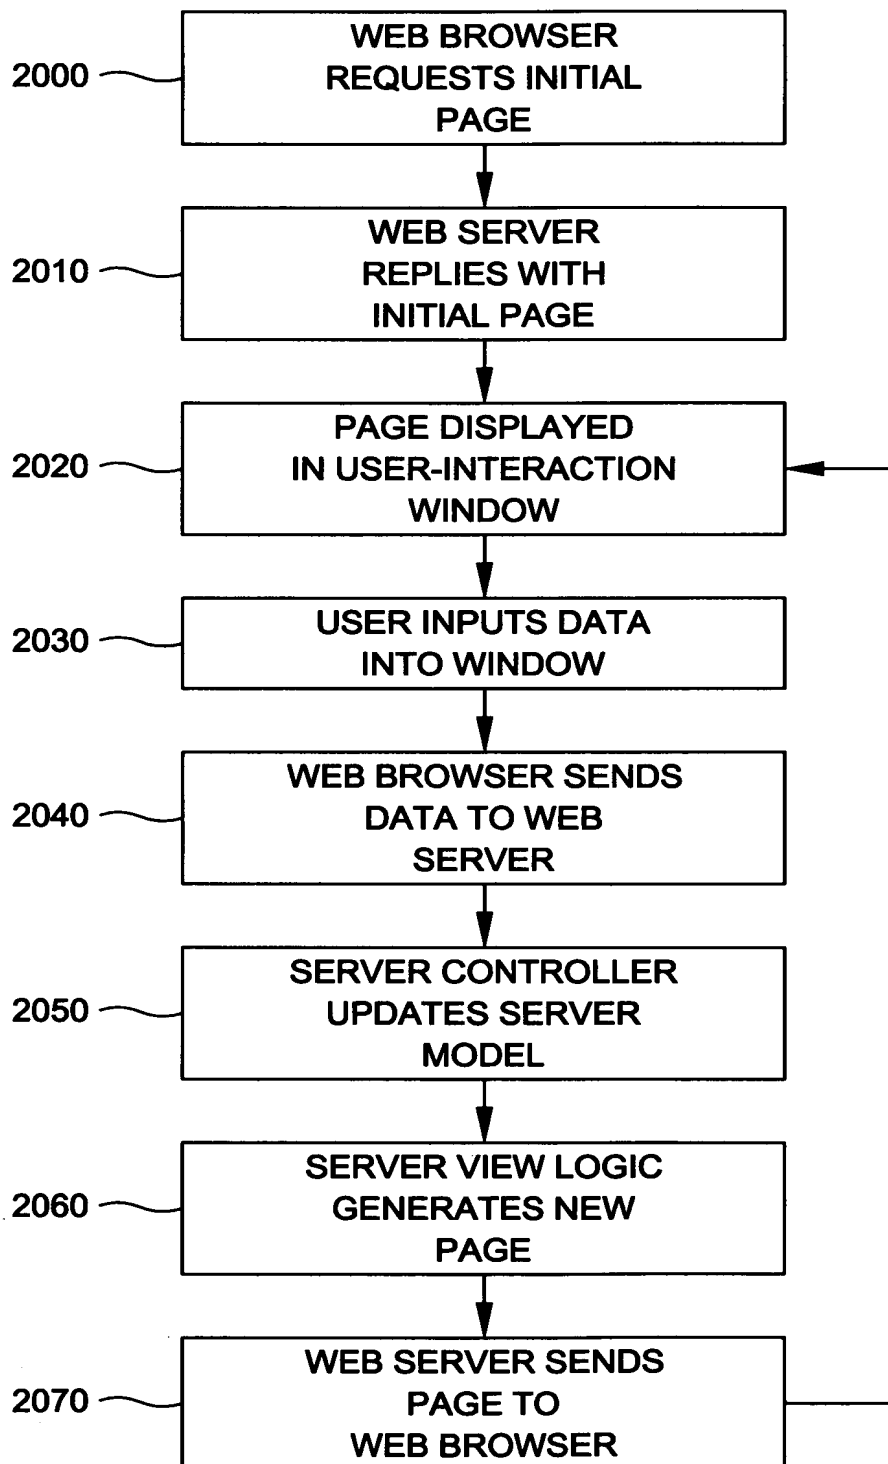 WEB BROWSER
2000
REQUESTS INITIAL
PAGE
WEB SERVER
2010
REPLIES WITH
INITIAL PAGE
PAGE DISPLAYED
2020
IN USER-INTERACTION
WINDOW
2030
USER INPUTS DATA
INTO WINDOW
WEB BROWSER SENDS
2040
DATA TO WEB
SERVER
SERVER CONTROLLER
2050
UPDATES SERVER
MODEL
SERVER VIEW LOGIC
2060
GENERATES NEW
PAGE
WEB SERVER SENDS
2070
PAGE TO
WEB BROWSER